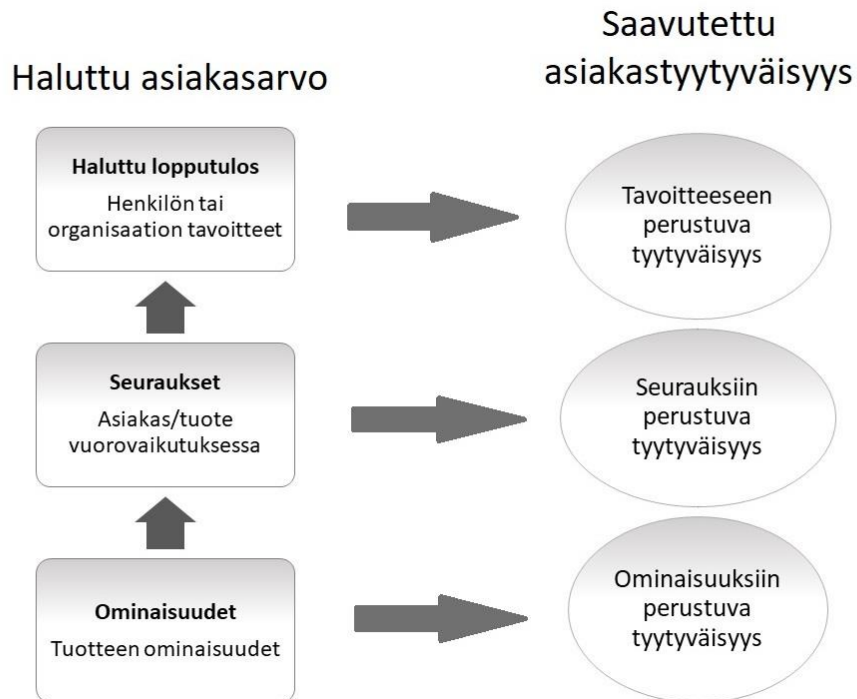 Haluttu asiakasarvo
Saavutettu
asiakastyytyväisyys
Haluttu lopputulos
Henkilön tai
organisaation tavoitteet
Tavoitteeseen
perustuva
tyytyväisyys
Seuraukset
Asiakas/tuote
vuorovaikutuksessa
Seurauksiin
perustuva
tyytyväisyys
Ominaisuudet
Tuotteen ominaisuudet
Ominaisuuksiin
perustuva
tyytyväisyys